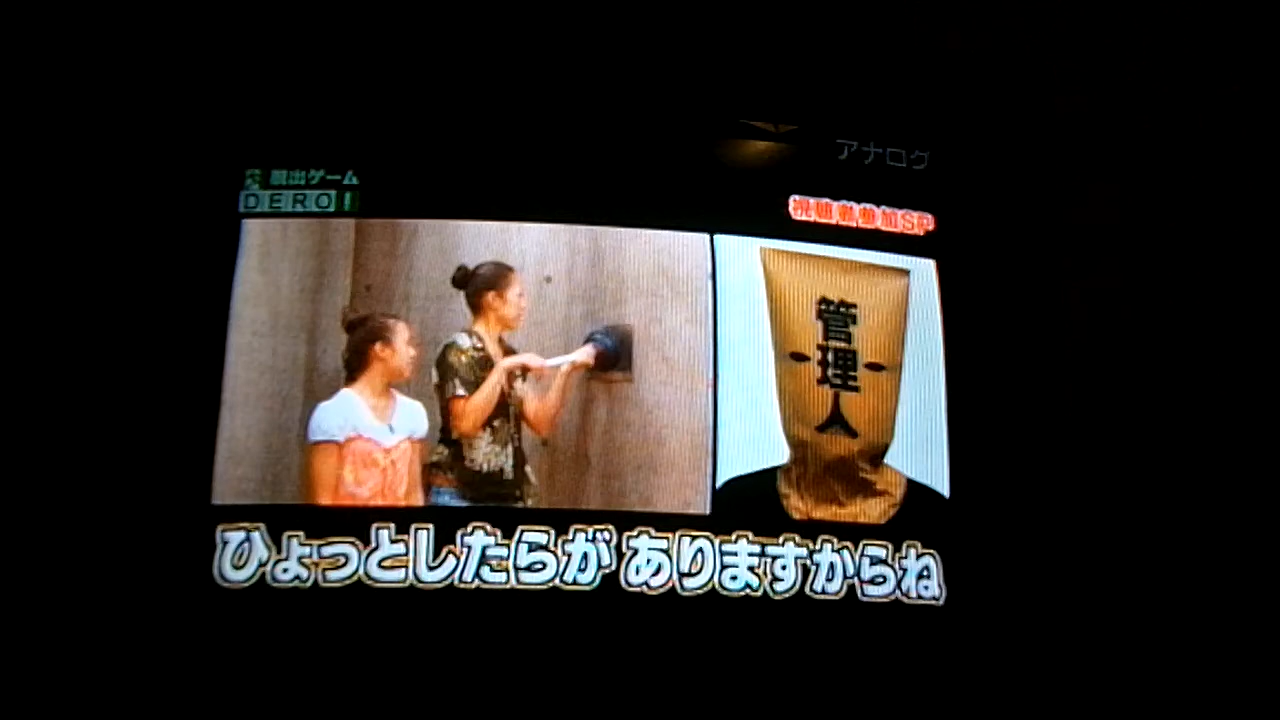 アナログ
脱出ゲーム
DERO!
視聴者参加SP
管理人
ひょっとしたらが ありますからね